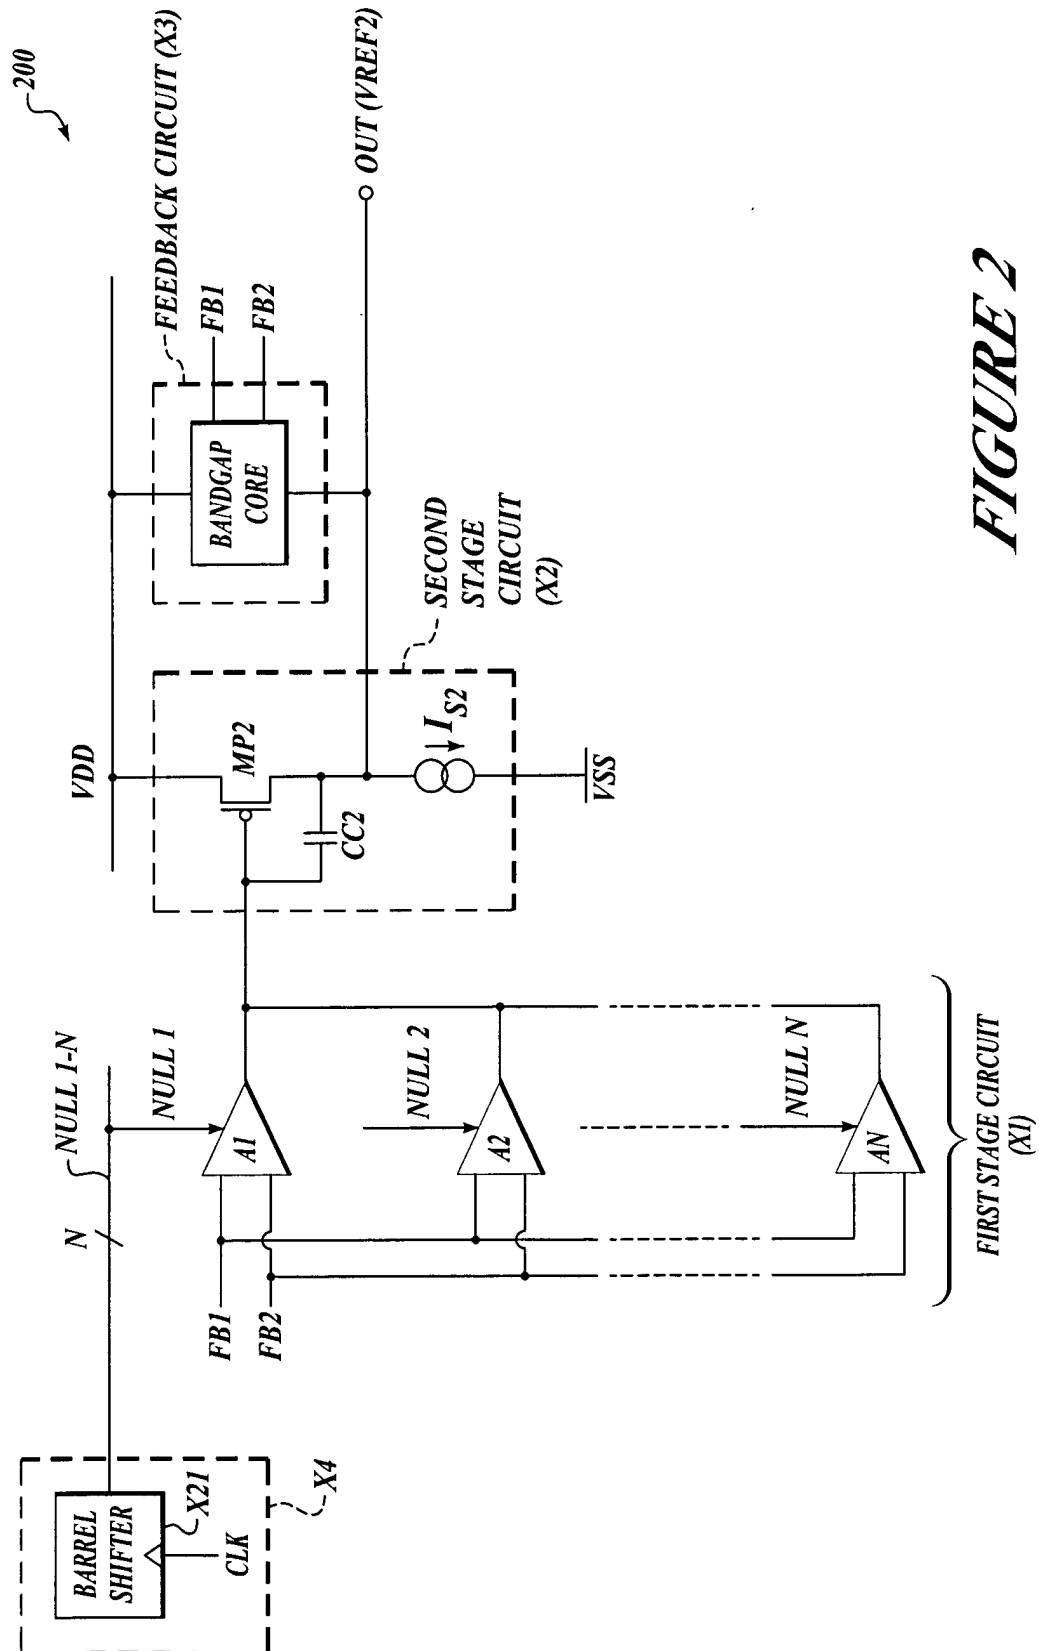 200
FEEDBACK CIRCUIT (X3)
FB1
FB2
BANDGAP
CORE
OUT (VREF2)
VDD
MP2
CC2
I S2
VSS
SECOND
STAGE
CIRCUIT
(X2)
NULL 1-N
N
NULL 1
A1
NULL 2
A2
NULL N
AN
FB1
FB2
FIRST STAGE CIRCUIT
(X1)
BARREL
SHIFTER
X21
CLK
X4
FIGURE 2